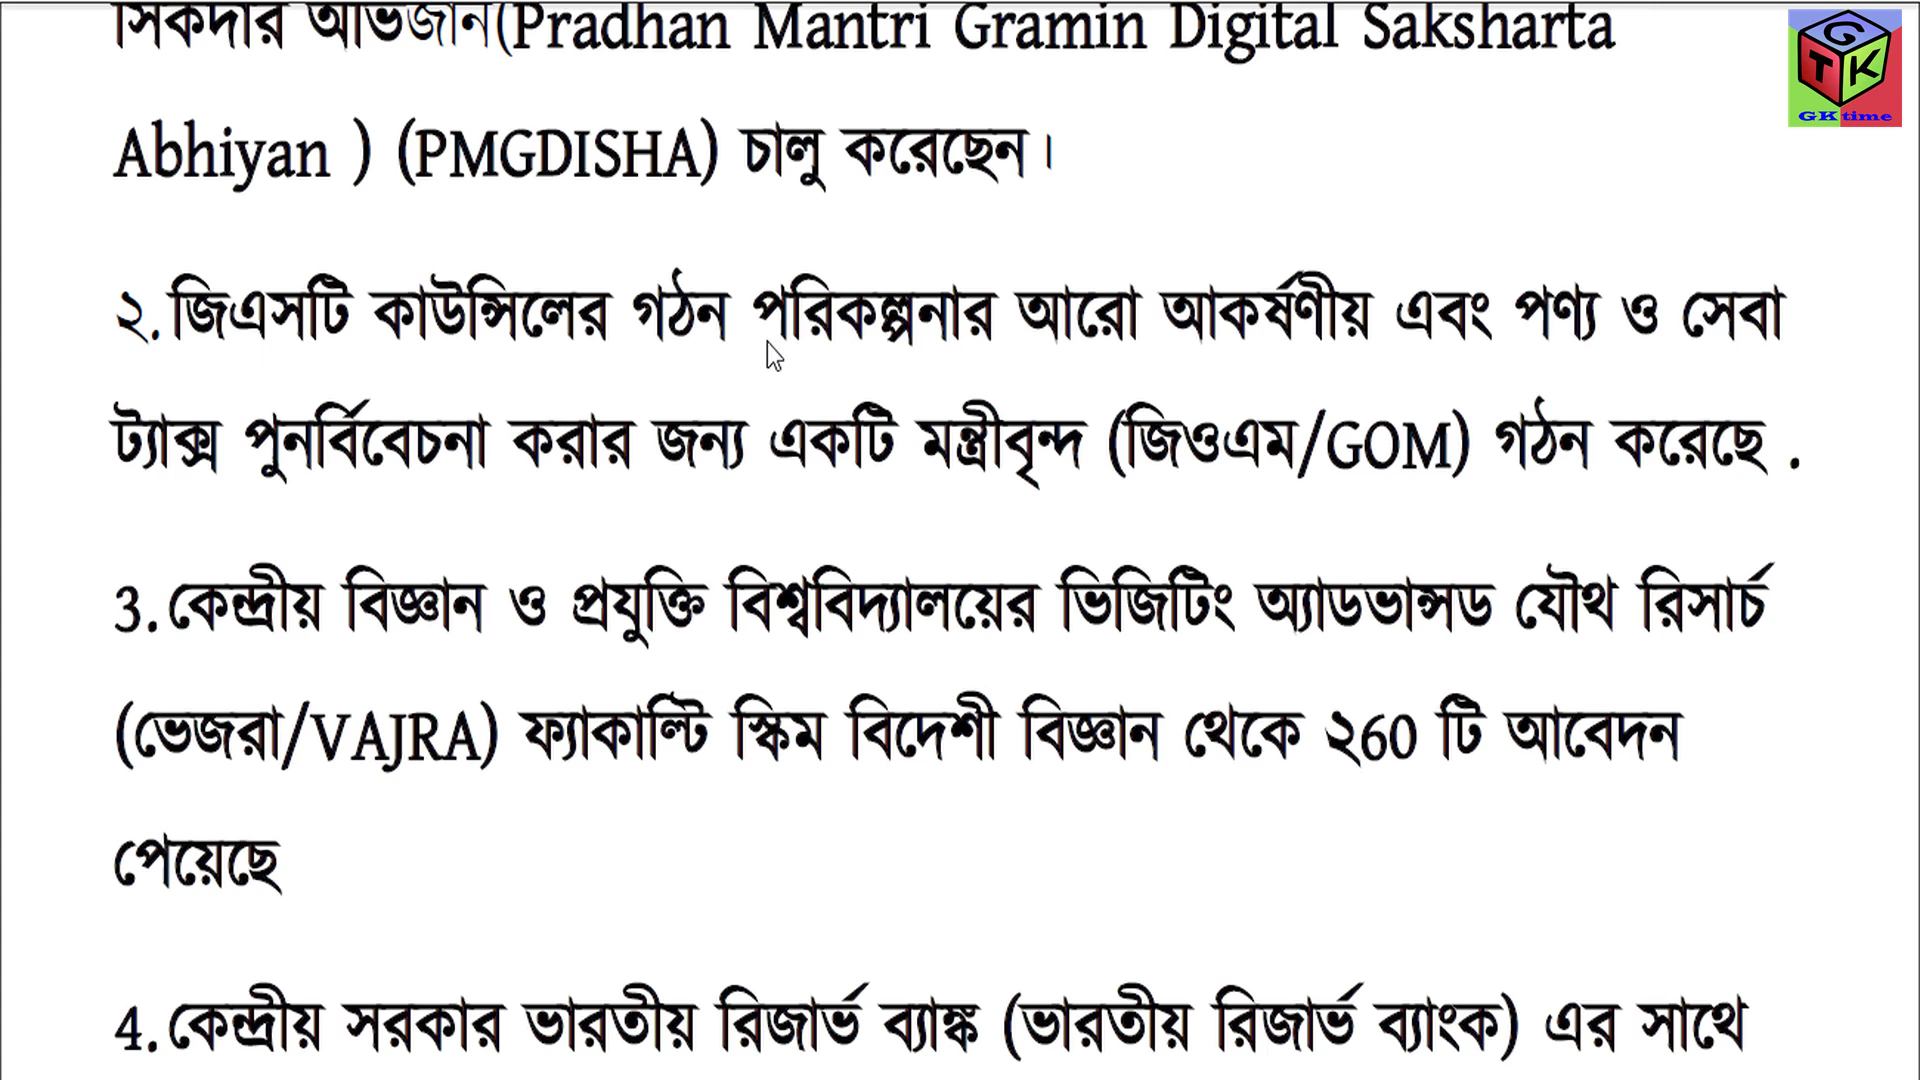 সিকদার অভিজান(Pradhan Mantri Gramin Digital Saksharta
Abhiyan ) (PMGDISHA) চালু করেছেন।
২.জিএসটি কাউন্সিলের গঠন পরিকল্পনার আরো আকর্ষণীয় এবং পণ্য ও সেবা
ট্যাক্স পুনর্বিবেচনা করার জন্য একটি মন্ত্রীবৃন্দ (জিওএম/GOM) গঠন করেছে .
3.কেন্দ্রীয় বিজ্ঞান ও প্রযুক্তি বিশ্ববিদ্যালয়ের ভিজিটিং অ্যাডভান্সড যৌথ রিসার্চ
(ভেজরা/VAJRA) ফ্যাকাল্টি স্কিম বিদেশী বিজ্ঞান থেকে ২60 টি আবেদন
পেয়েছে
4.কেন্দ্রীয় সরকার ভারতীয় রিজার্ভ ব্যাঙ্ক (ভারতীয় রিজার্ভ ব্যাংক) এর সাথে
G T K
GK time